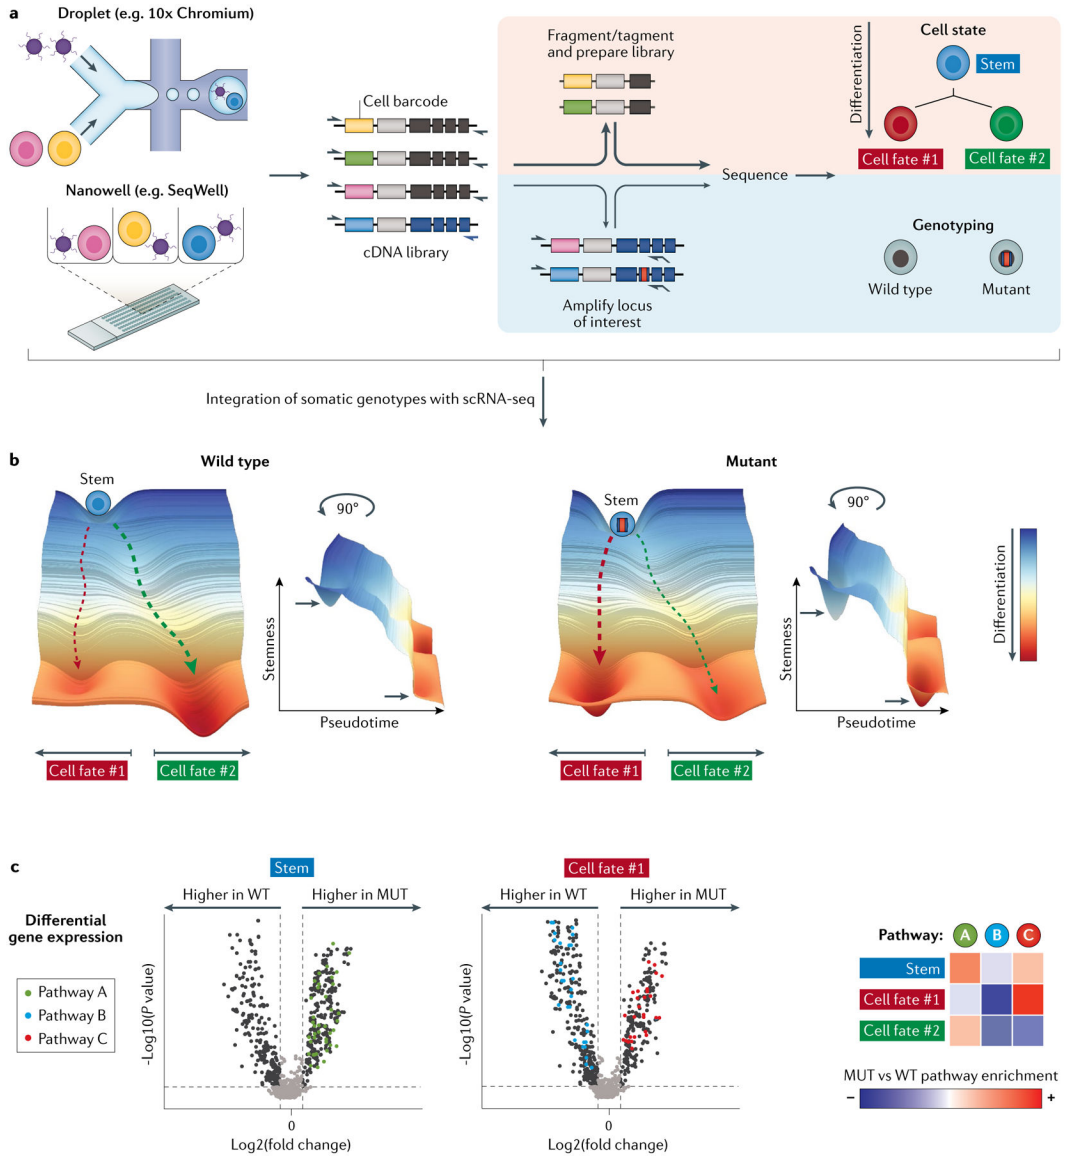 a
Droplet (e.g. 10x Chromium)
Nanowell (e.g. SeqWell)
Cell barcode
cDNA library
Fragment/tagment
and prepare library
Amplify locus
of interest
Sequence
Differentiation
Cell state
Stem
Cell fate #1
Cell fate #2
Genotyping
Wild type
Mutant
Integration of somatic genotypes with scRNA-seq
b
Wild type
Stem
90°
Stemness
Pseudotime
Cell fate #1
Cell fate #2
Mutant
Stem
90°
Stemness
Pseudotime
Cell fate #1
Cell fate #2
Differentiation
c
Differential
gene expression
Pathway A
Pathway B
Pathway C
Stem
Higher in WT
Higher in MUT
-Log10(P value)
0
Log2(fold change)
Cell fate #1
Higher in WT
Higher in MUT
-Log10(P value)
0
Log2(fold change)
Pathway: A B C
Stem
Cell fate #1
Cell fate #2
MUT vs WT pathway enrichment
– +